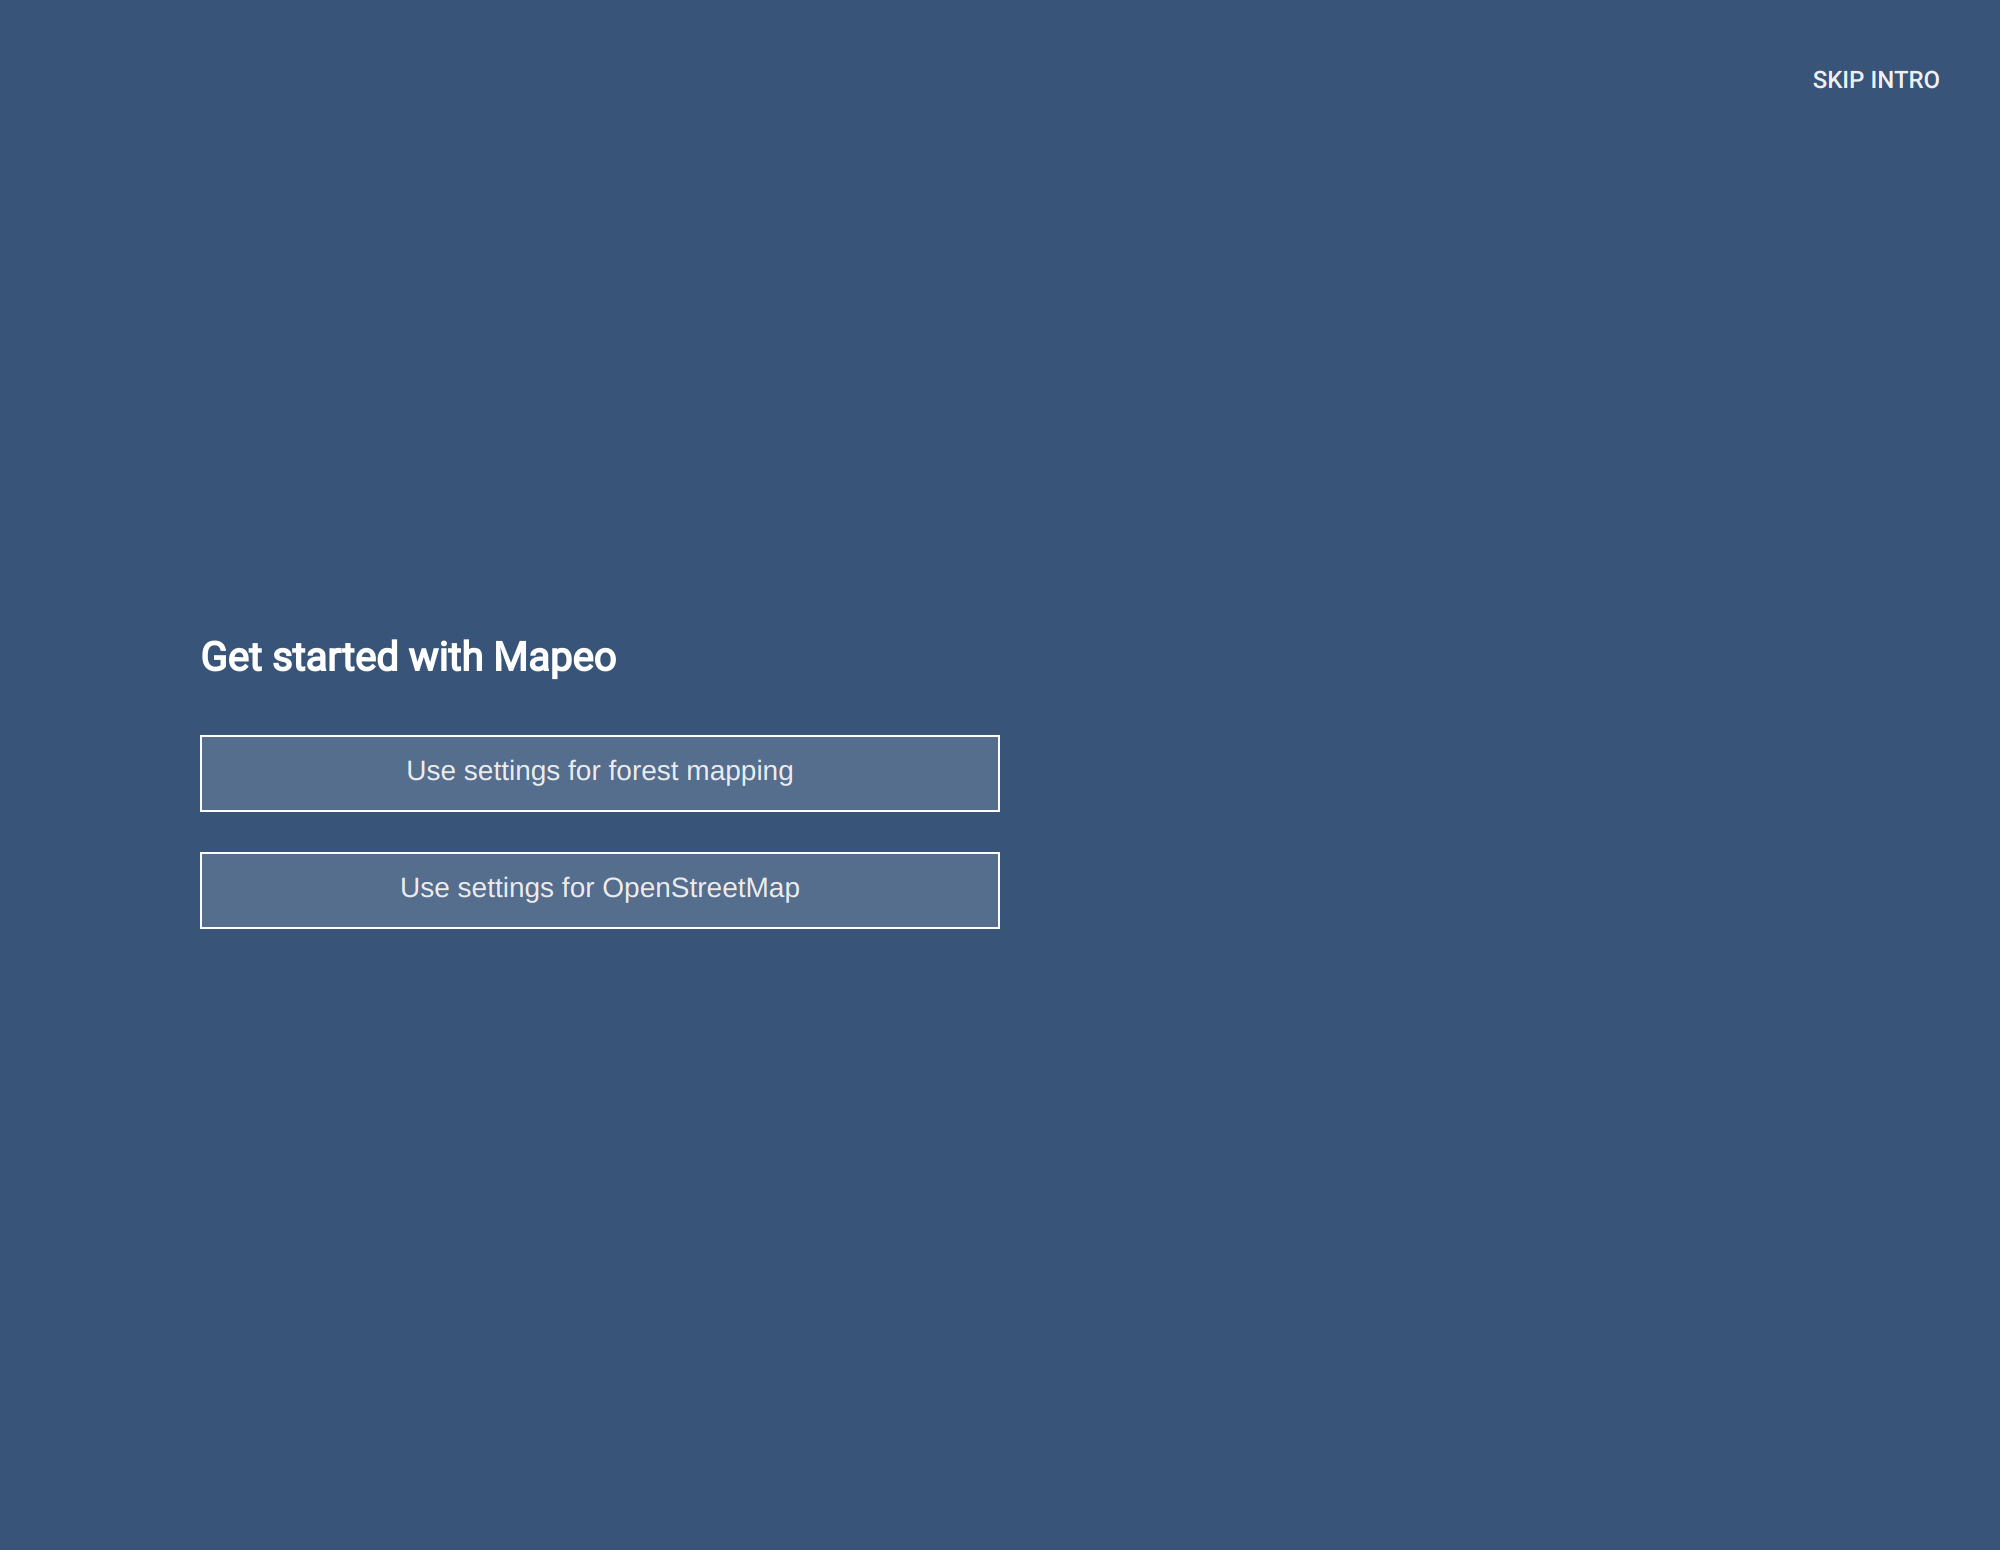 SKIP INTRO
Get started with Mapeo
Use settings for forest mapping
Use settings for OpenStreetMap